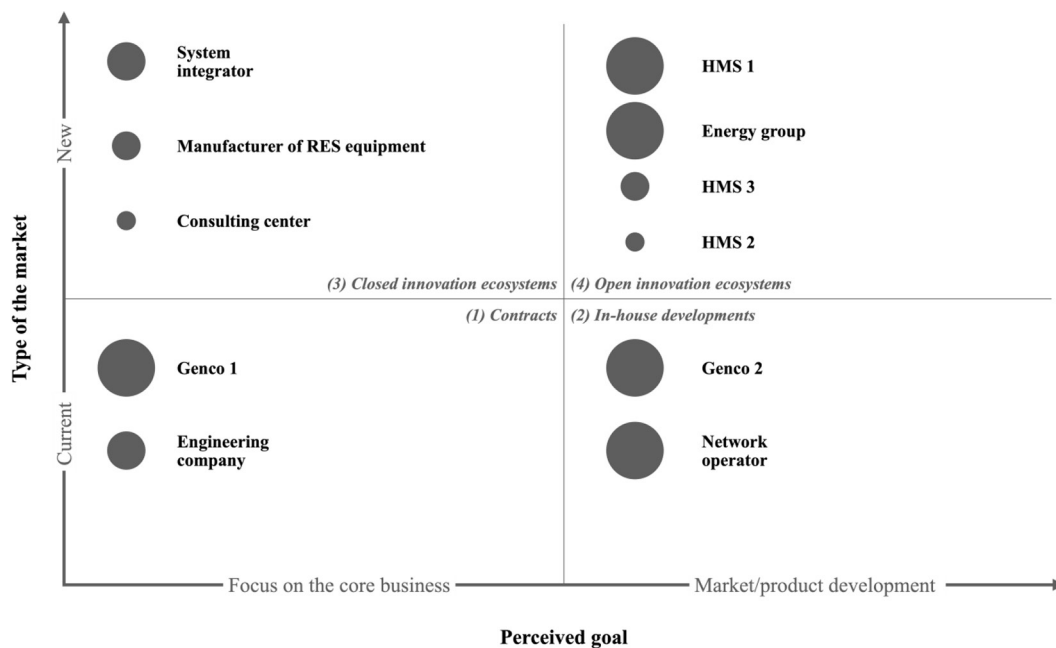 System
integrator
HMS 1
Energy group
Manufacturer of RES equipment
HMS 3
Consulting center
HMS 2
(3) Closed innovation ecosystems
(4) Open innovation ecosystems
(1) Contracts
(2) In-house developments
Genco 1
Genco 2
Engineering
company
Network
operator
Type of the market
New
Current
Focus on the core business
Market/product development
Perceived goal